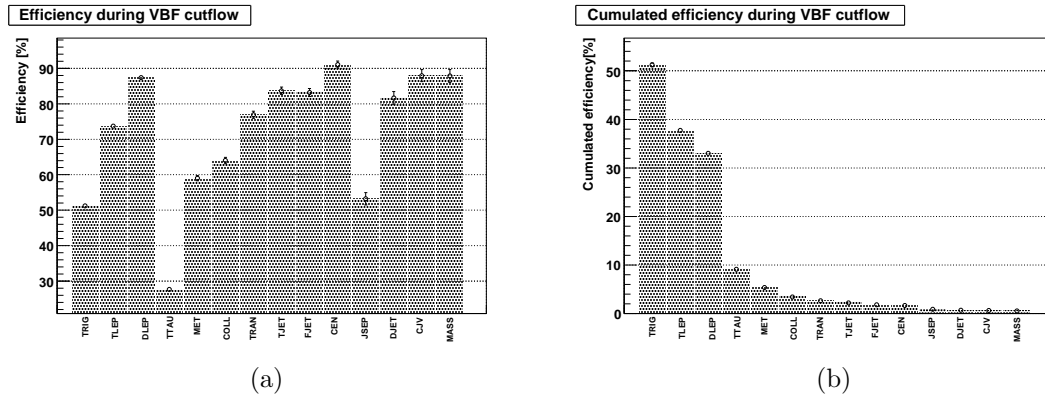 Efficiency during VBF cutflow
Efficiency [%]
90
80
70
60
50
40
30
TRIG
TLEP
DLEP
TTAU
MET
COLL
TRAN
TJET
FJET
CEN
JSEP
DJET
CJV
MASS
(a)
Cumulated efficiency during VBF cutflow
Cumulated efficiency[%]
50
40
30
20
10
0
TRIG
TLEP
DLEP
TTAU
MET
COLL
TRAN
TJET
FJET
CEN
JSEP
DJET
CJV
MASS
(b)